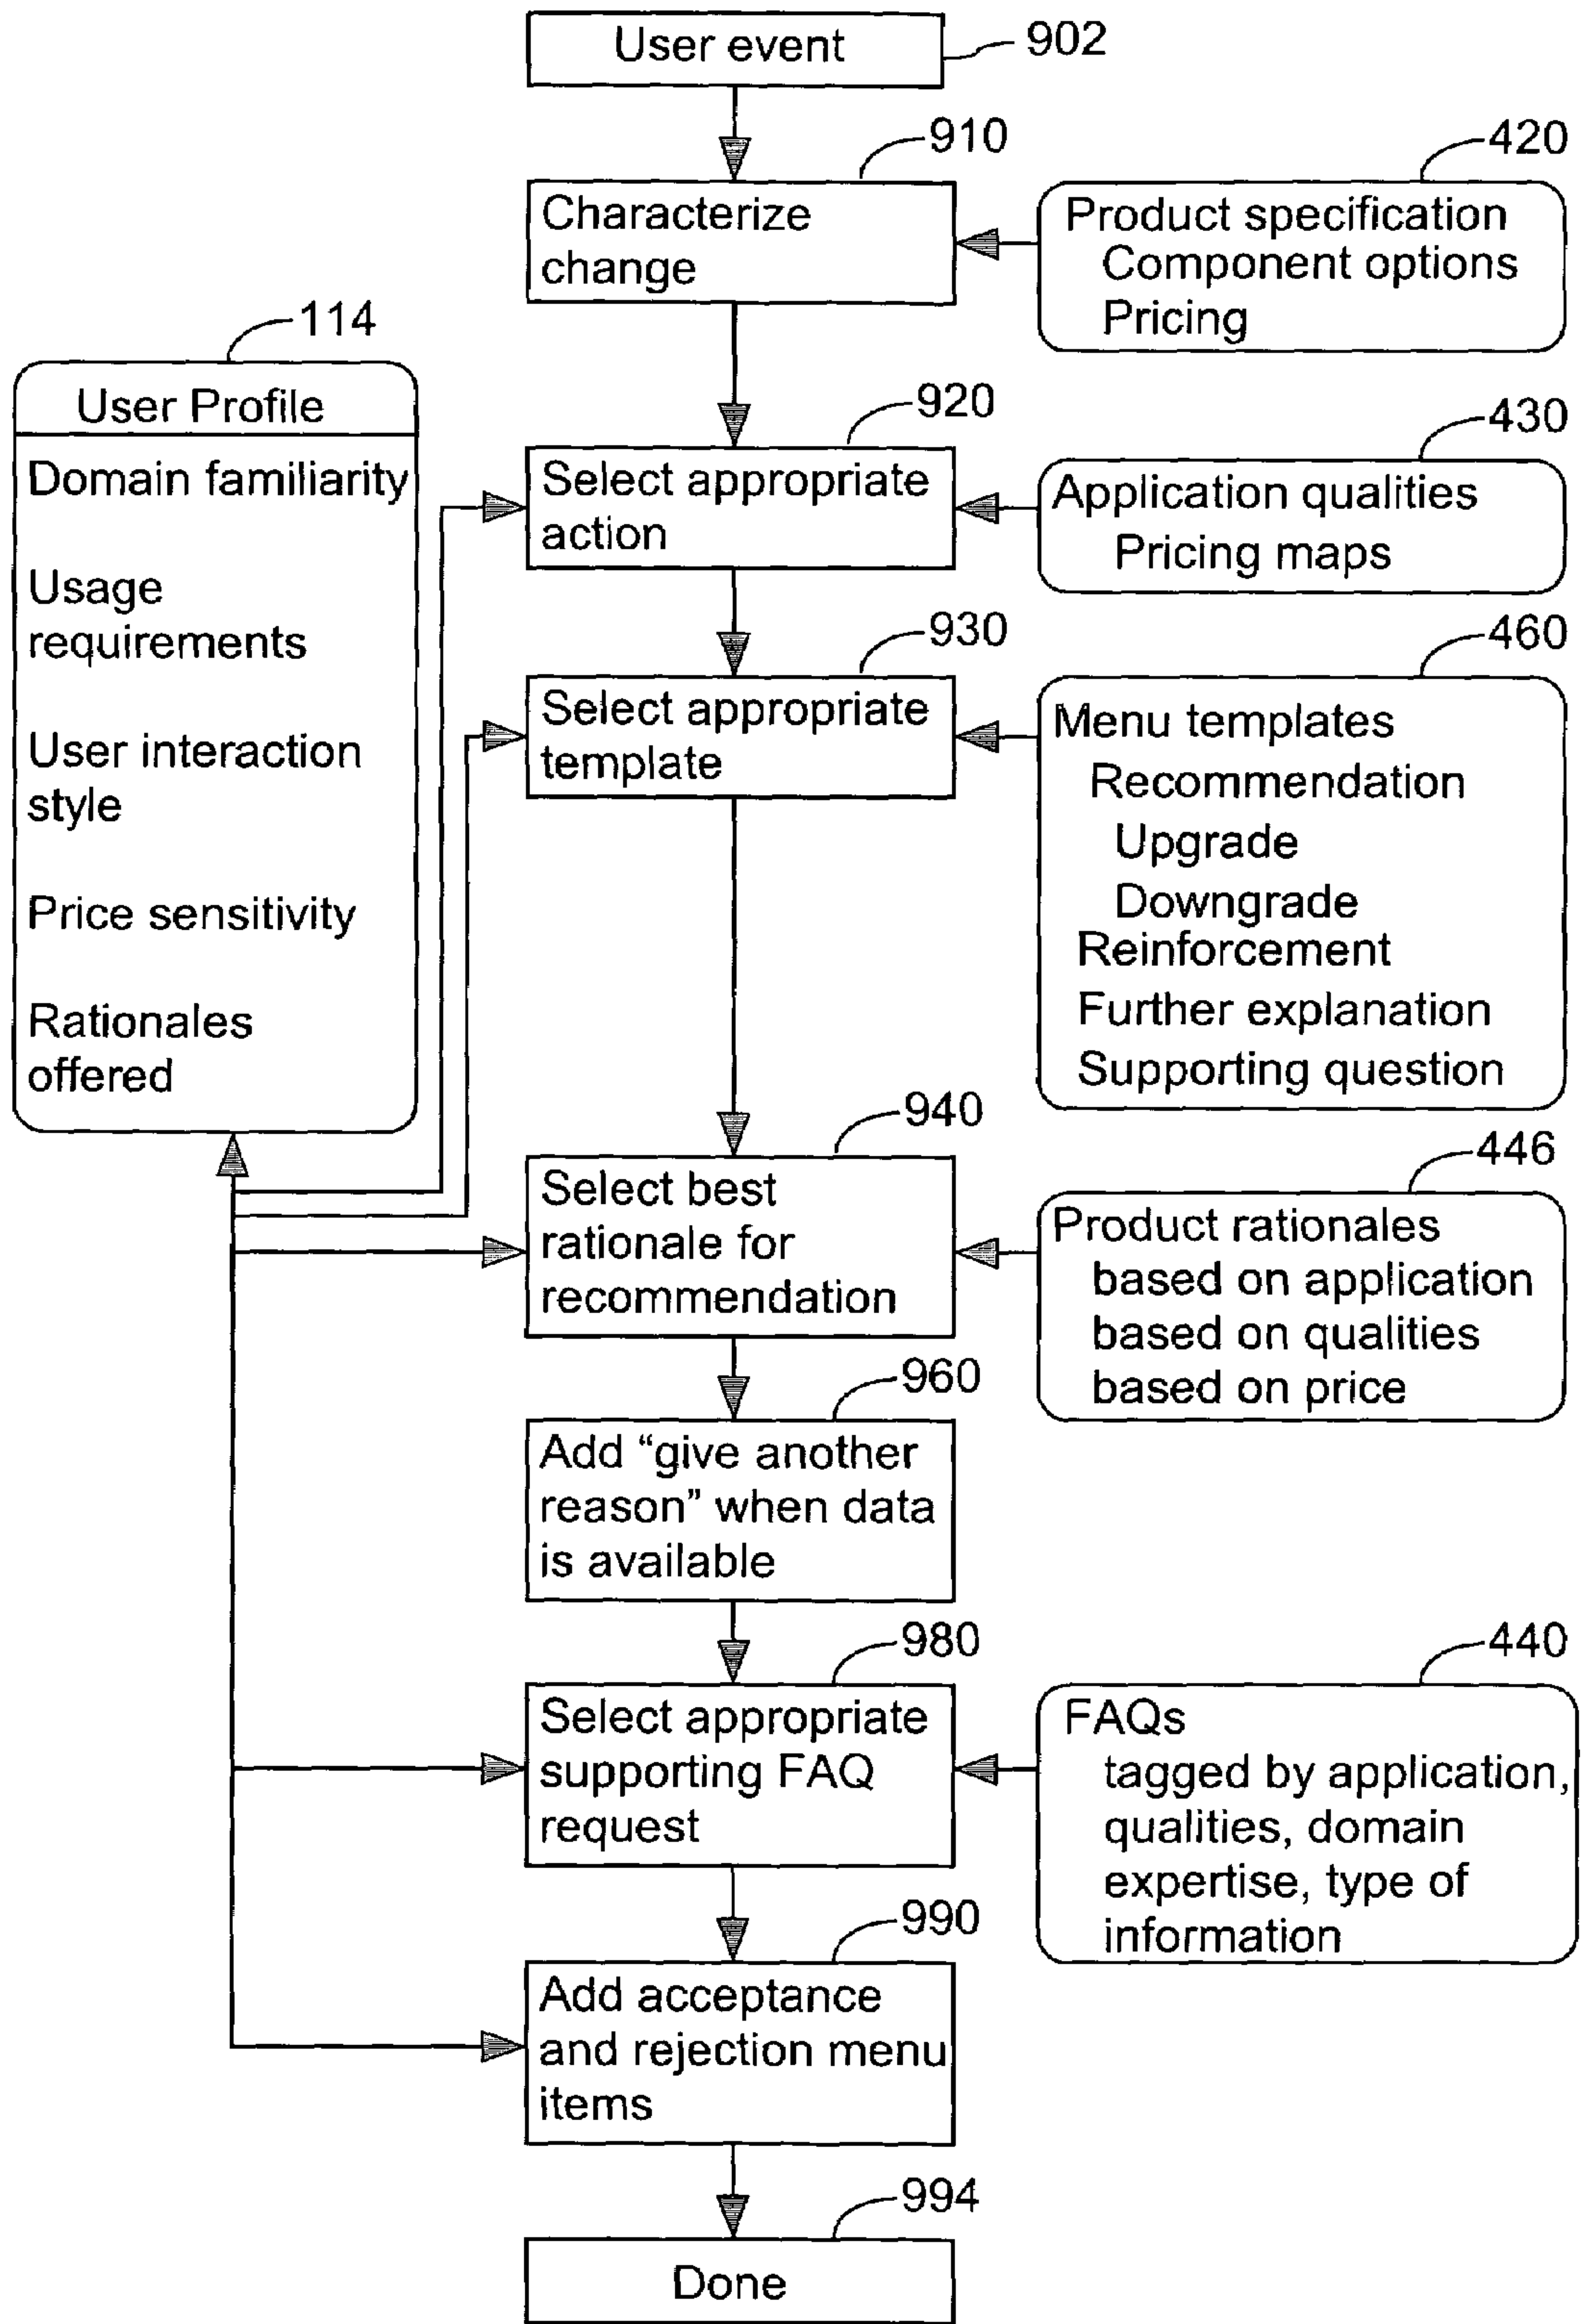 User event
902
910
Characterize
change
420
Product specification
Component options
Pricing
114
User Profile
Domain familiarity
Usage
requirements
User interaction
style
Price sensitivity
Rationales
offered
920
Select appropriate
action
430
Application qualities
Pricing maps
930
Select appropriate
template
460
Menu templates
Recommendation
Upgrade
Downgrade
Reinforcement
Further explanation
Supporting question
940
Select best
rationale for
recommendation
446
Product rationales
based on application
based on qualities
based on price
960
Add “give another
reason” when data
is available
980
Select appropriate
supporting FAQ
request
440
FAQs
tagged by application,
qualities, domain
expertise, type of
information
990
Add acceptance
and rejection menu
items
994
Done